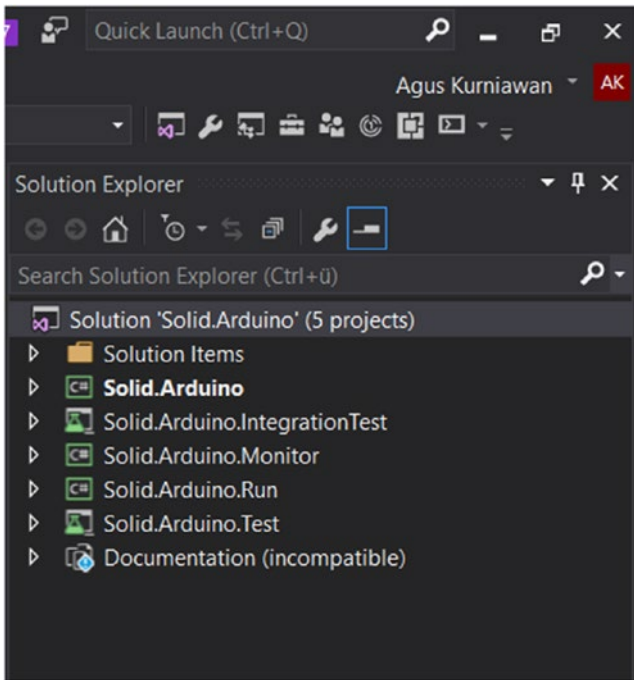 7
Quick Launch (Ctrl+Q)
Agus Kurniawan AK
Solution Explorer
Search Solution Explorer (Ctrl+ü)
Solution 'Solid.Arduino' (5 projects)
Solution Items
C# Solid.Arduino
Solid.Arduino.IntegrationTest
C# Solid.Arduino.Monitor
C# Solid.Arduino.Run
Solid.Arduino.Test
Documentation (incompatible)